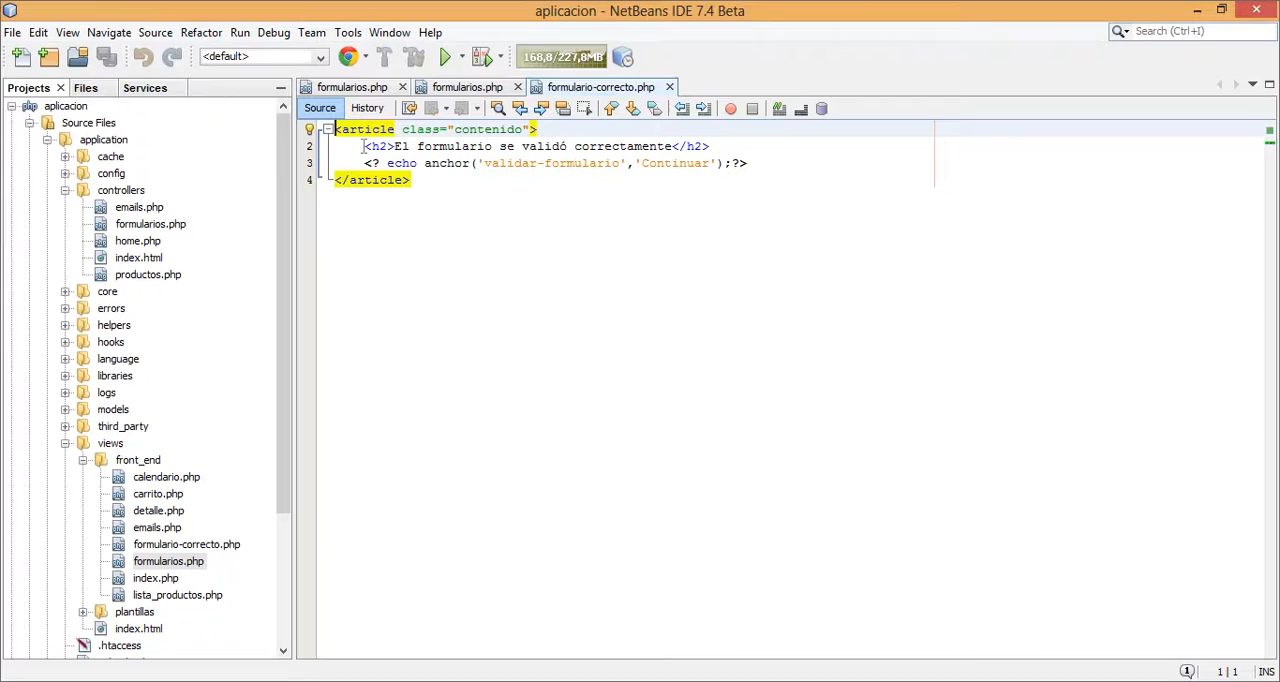 aplicacion - NetBeans IDE 7.4 Beta
File Edit View Navigate Source Refactor Run Debug Team Tools Window Help
Search (Ctrl+I)
<default>
168,8/227,8MB
Projects Files Services
formularios.php formularios.php formulario-correcto.php
Source History
aplicacion
Source Files
application
cache
config
controllers
emails.php
formularios.php
home.php
index.html
productos.php
core
errors
helpers
hooks
language
libraries
logs
models
third_party
views
front_end
calendario.php
carrito.php
detalle.php
emails.php
formulario-correcto.php
formularios.php
index.php
lista_productos.php
plantillas
index.html
.htaccess
1 <article class="contenido">
2 <h2>El formulario se validó correctamente</h2>
3 <? echo anchor('validar-formulario','Continuar');?>
4 </article>
1 | 1 INS